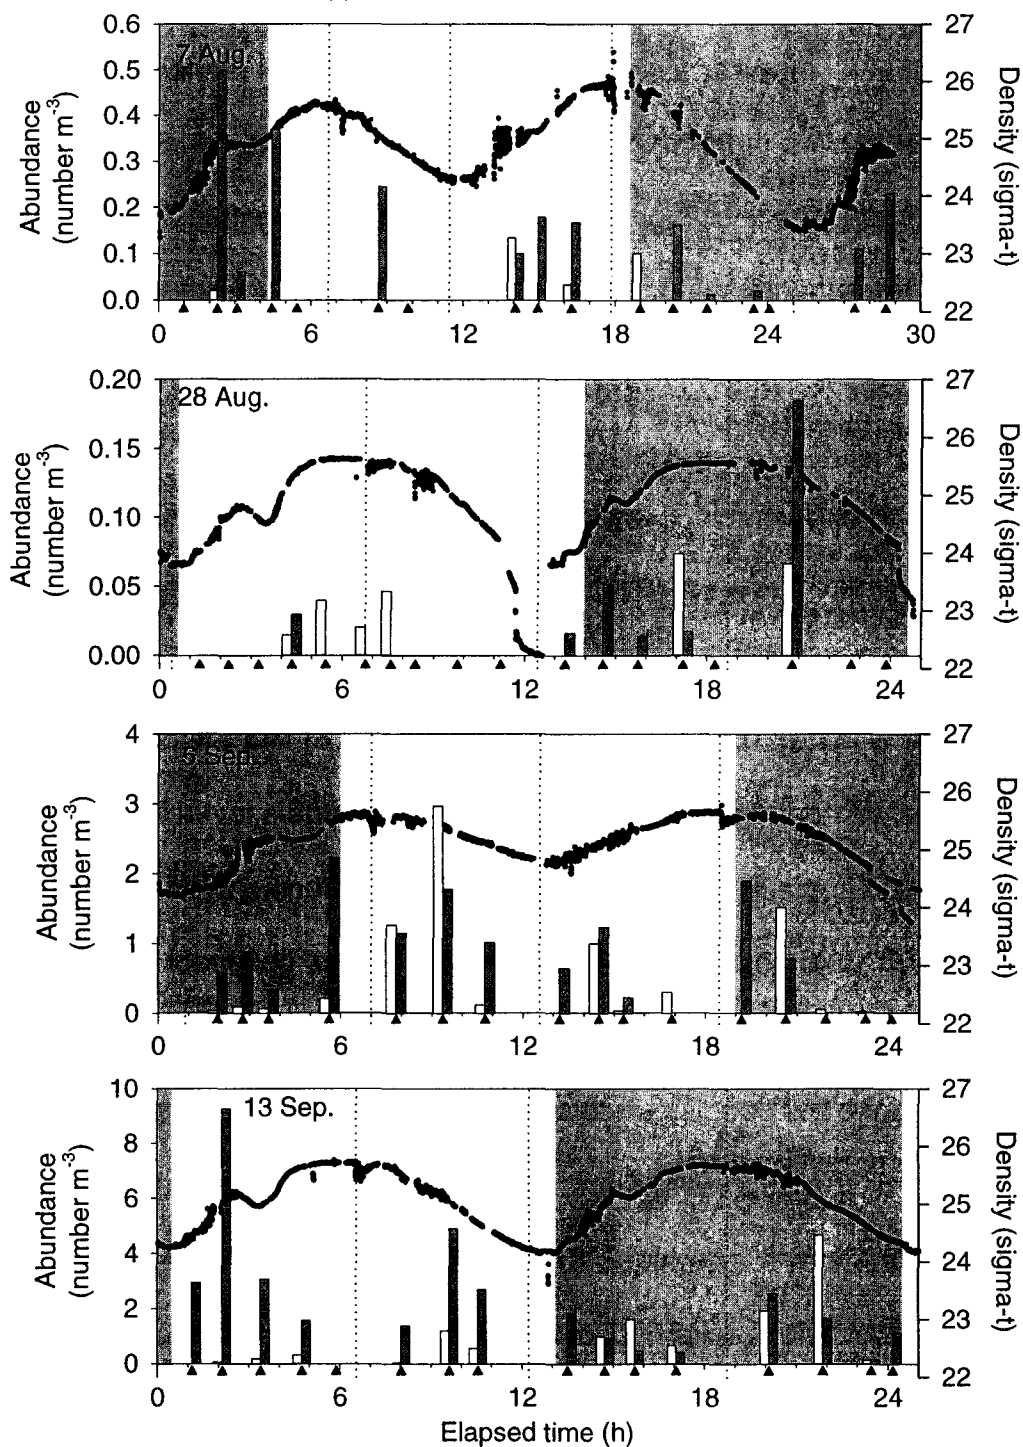 0.6
0.5
0.4
0.3
0.2
0.1
0.0
7 Aug.
27
26
25
24
23
22
Abundance
(number m-3)
Density (sigma-t)
0 6 12 18 24 30
0.20
0.15
0.10
0.05
0.00
28 Aug.
27
26
25
24
23
22
Abundance
(number m-3)
Density (sigma-t)
0 6 12 18 24
4
3
2
1
0
27
26
25
24
23
22
Abundance
(number m-3)
Density (sigma-t)
0 6 12 18 24
10
8
6
4
2
0
13 Sep.
27
26
25
24
23
22
Abundance
(number m-3)
Density (sigma-t)
0 6 12 18 24
Elapsed time (h)